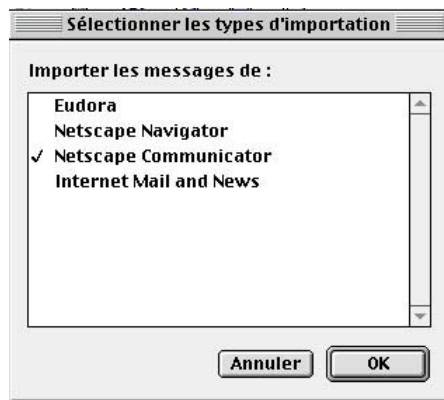 Sélectionner les types d'importation
Importer les messages de :
Eudora
Netscape Navigator
✓ Netscape Communicator
Internet Mail and News
Annuler OK